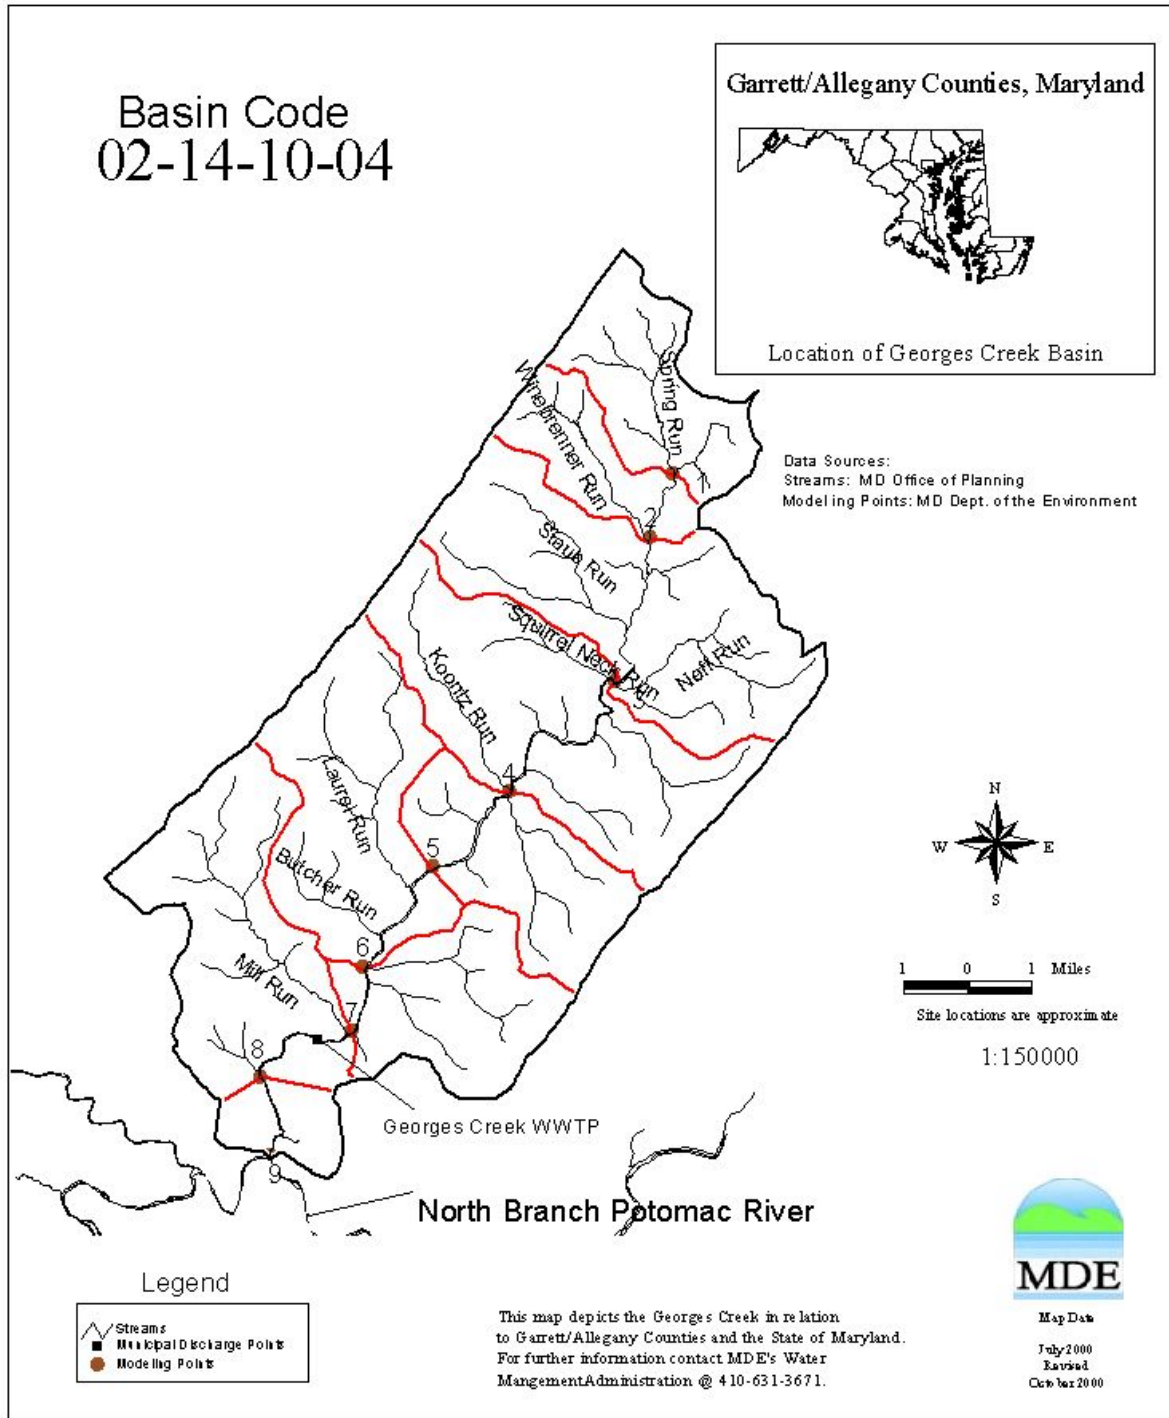 Basin Code
02-14-10-04
Garrett/Allegany Counties, Maryland
Location of Georges Creek Basin
Data Sources:
Streams: MD Office of Planning
Modeling Points: MD Dept. of the Environment
Spring Run
Winebrenner Run
1
2
Staub Run
Squirrel Neck Run
Neff Run
3
Koontz Run
4
Laurel Run
5
Butcher Run
6
Mill Run
7
8
Georges Creek WWTP
9
North Branch Potomac River
N
W
E
S
1 0 1 Miles
Site locations are approximate
1:150000
Legend
Streams
Municipal Discharge Points
Modeling Points
This map depicts the Georges Creek in relation
to Garrett/Allegany Counties and the State of Maryland.
For further information contact MDE's Water
MangementAdministration @ 410-631-3671.
MDE
Map Date
July 2000
Revised
October 2000